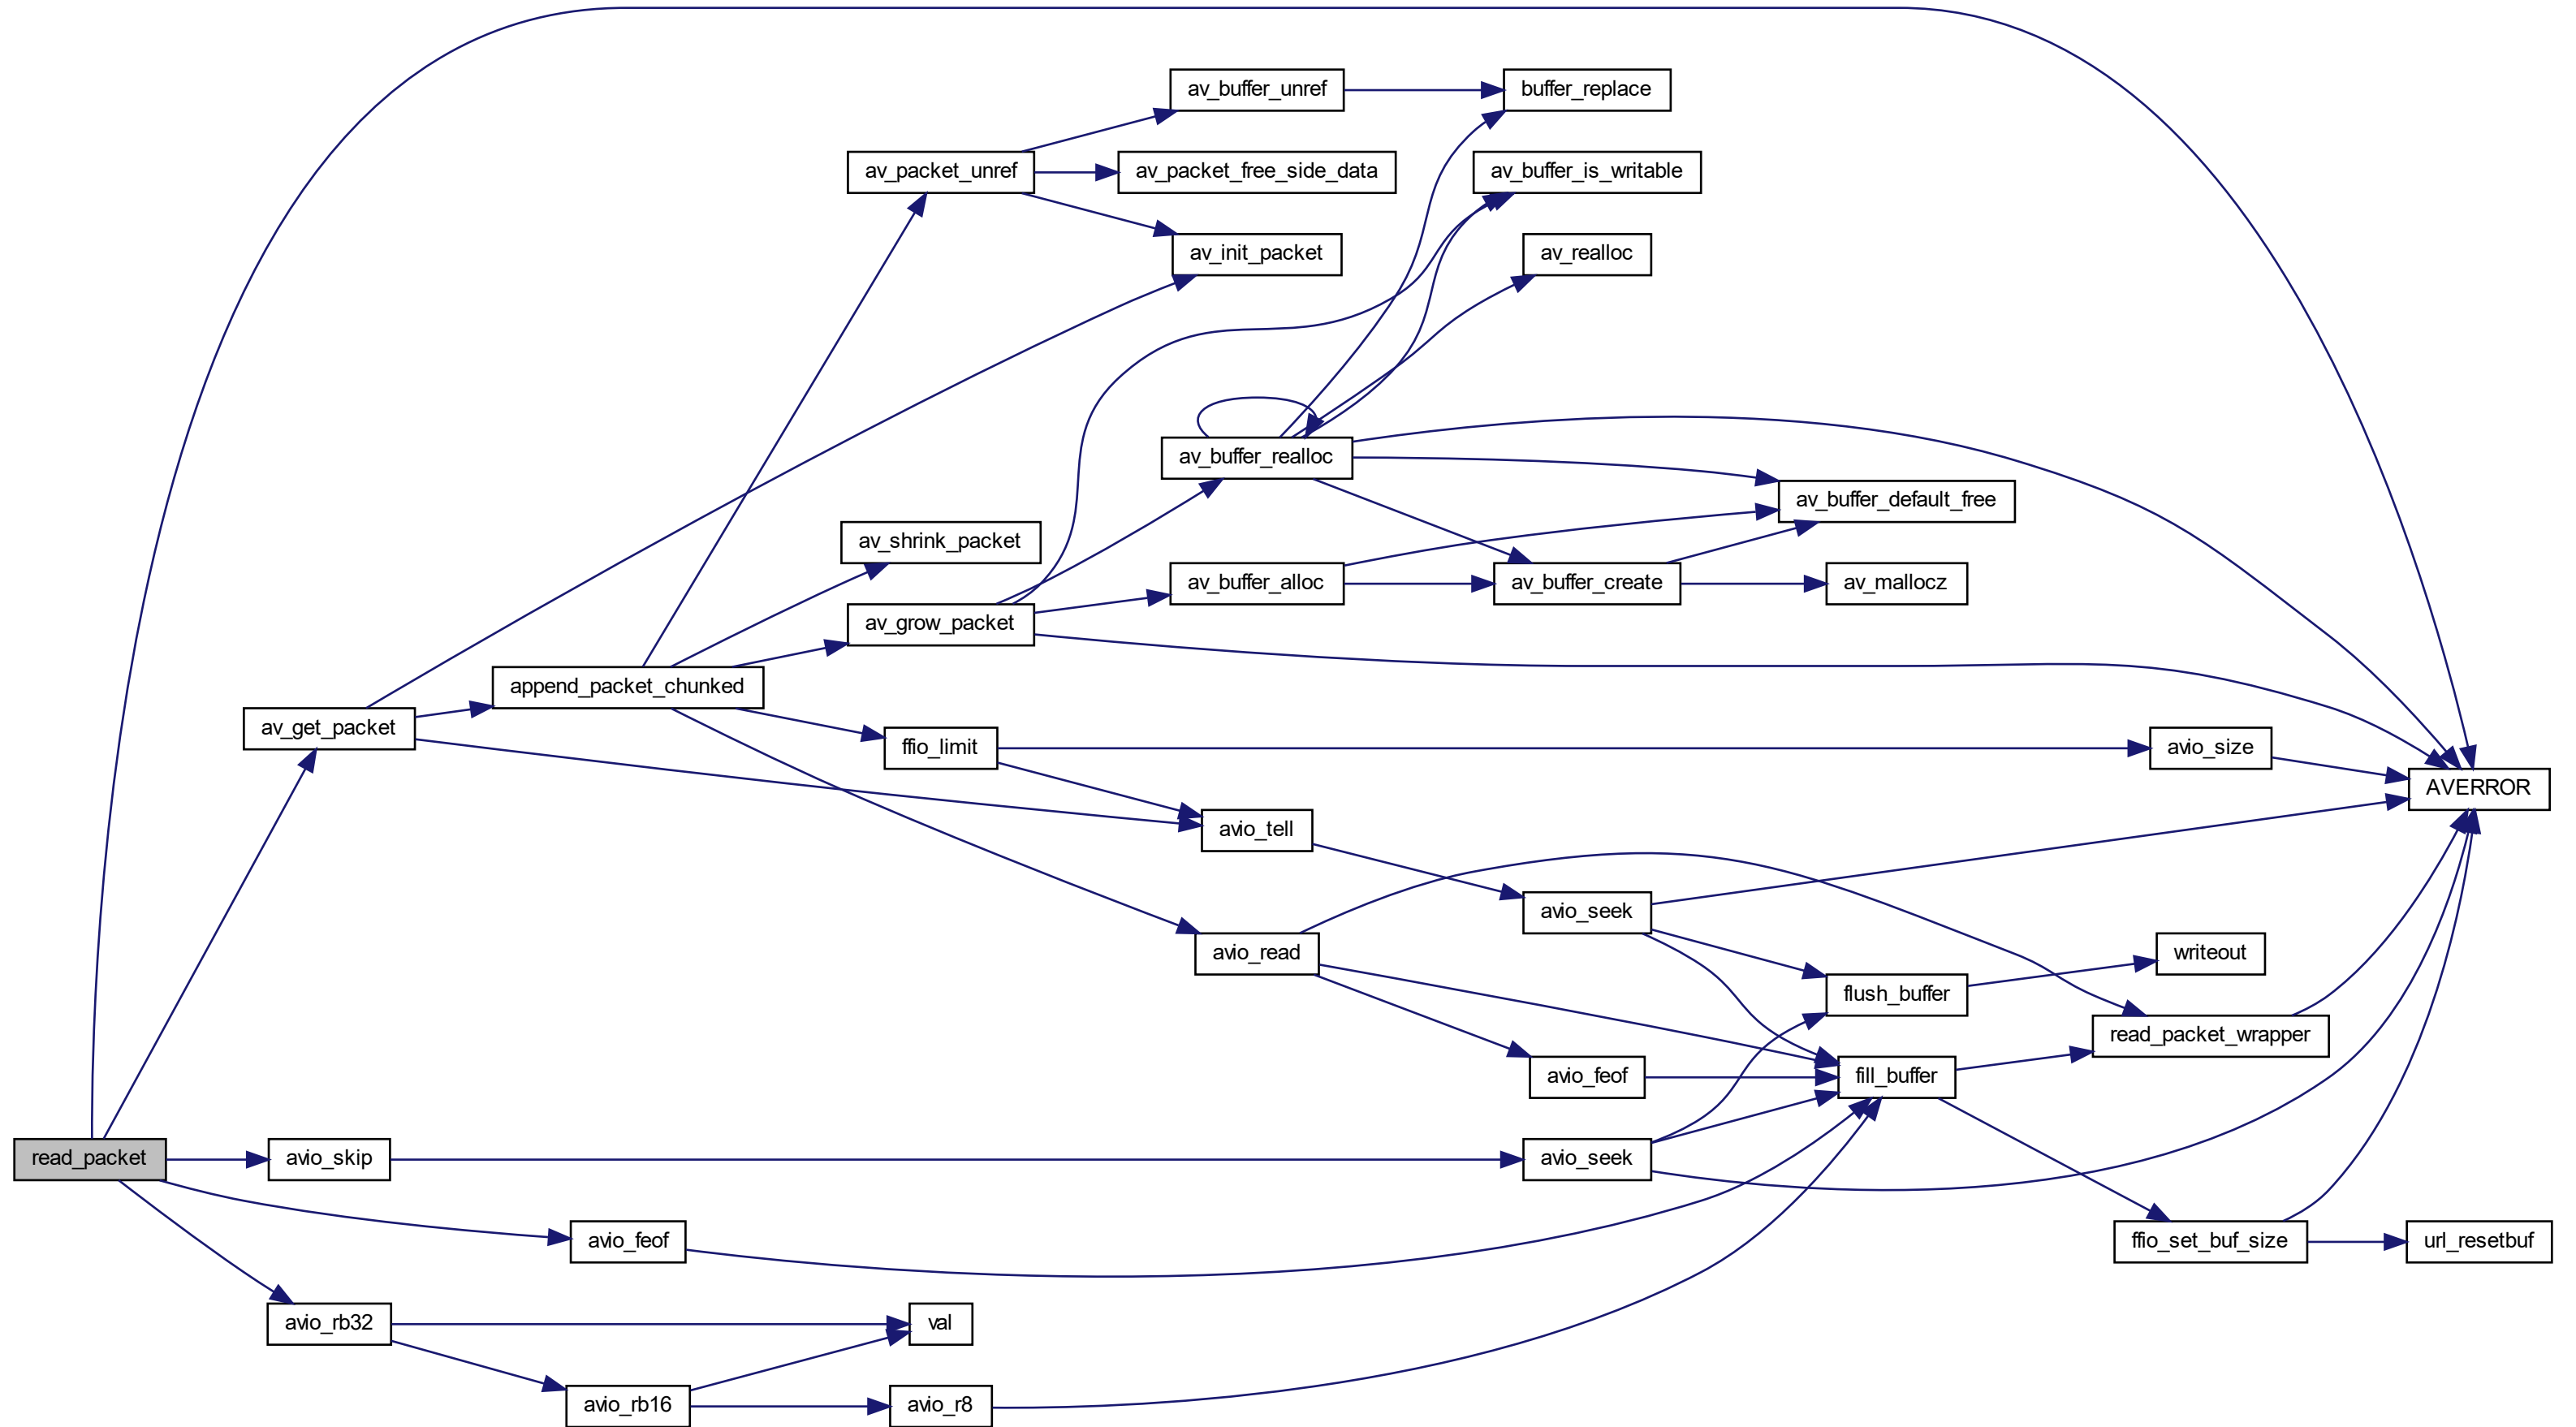 av_buffer_unref
buffer_replace
av_packet_unref
av_packet_free_side_data
av_buffer_is_writable
av_init_packet
av_realloc
av_buffer_realloc
av_buffer_default_free
av_shrink_packet
av_buffer_alloc
av_buffer_create
av_mallocz
av_grow_packet
append_packet_chunked
av_get_packet
ffio_limit
avio_size
AVERROR
avio_tell
avio_seek
avio_read
writeout
flush_buffer
read_packet_wrapper
avio_feof
fill_buffer
read_packet
avio_skip
avio_seek
avio_feof
ffio_set_buf_size
url_resetbuf
avio_rb32
val
avio_rb16
avio_r8